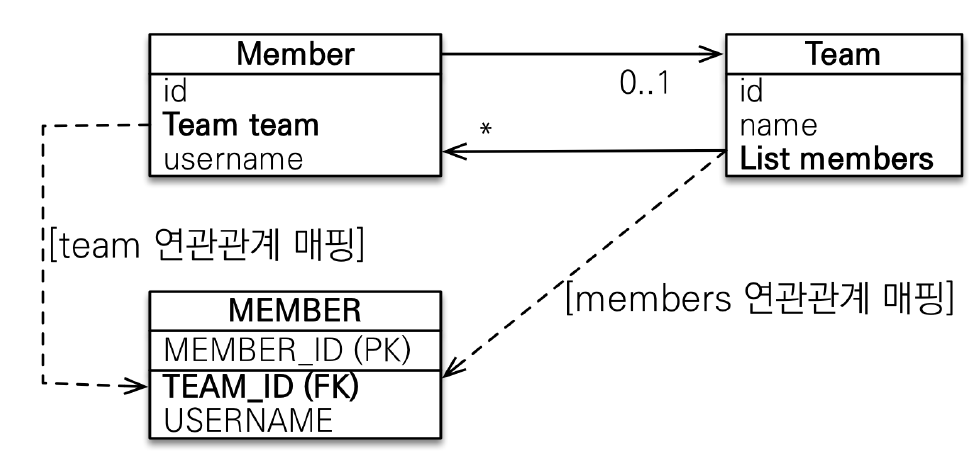 Member
id
Team team
username
0..1
*
Team
id
name
List members
[team 연관관계 매핑]
[members 연관관계 매핑]
MEMBER
MEMBER_ID (PK)
TEAM_ID (FK)
USERNAME